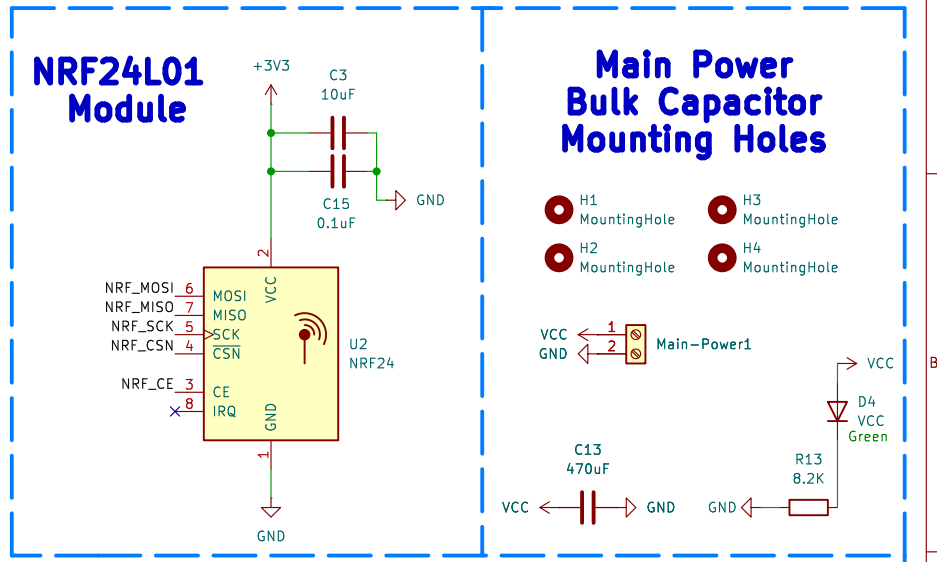 NRF24L01
Module
+3V3
C3
10uF
GND
C15
0.1uF
2
VCC
NRF_MOSI 6 MOSI
NRF_MISO 7 MISO
NRF_SCK 5 SCK
NRF_CSN 4 CSN
NRF_CE 3 CE
8 IRQ
U2
NRF24
GND
1
GND
Main Power
Bulk Capacitor
Mounting Holes
H1
MountingHole
H3
MountingHole
H2
MountingHole
H4
MountingHole
VCC 1
GND 2
Main-Power1
VCC
D4
VCC
Green
C13
470uF
VCC
GND
R13
8.2K
GND
B